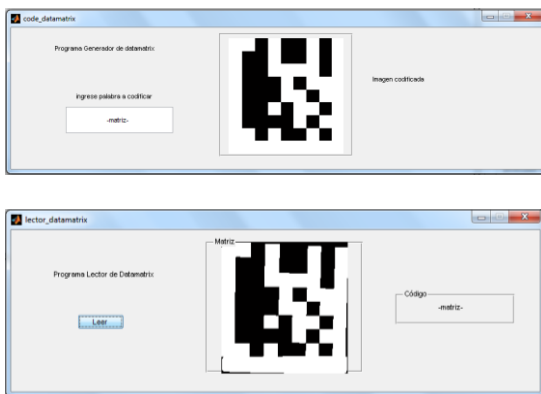 code_datamatrix
Programa Generador de datamatrix
ingrese palabra a codificar
-matriz-
Imagen codificada
lector_datamatrix
Matriz
Programa Lector de Datamatrix
Leer
Código
-matriz-